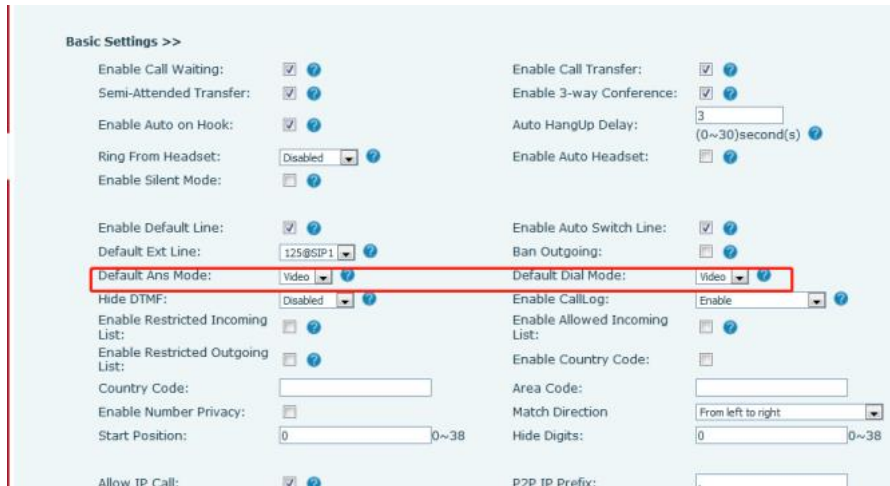 Basic Settings >>
Enable Call Waiting: Enable Call Transfer:
Semi-Attended Transfer: Enable 3-way Conference:
Enable Auto on Hook: Auto HangUp Delay: 3
(0~30)second(s)
Ring From Headset: Disabled Enable Auto Headset:
Enable Silent Mode:
Enable Default Line: Enable Auto Switch Line:
Default Ext Line: 125@SIP1 Ban Outgoing:
Default Ans Mode: Video Default Dial Mode: Video
Hide DTMF: Disabled Enable CallLog: Enable
Enable Restricted Incoming List: Enable Allowed Incoming List:
Enable Restricted Outgoing List: Enable Country Code:
Country Code: Area Code:
Enable Number Privacy: Match Direction From left to right
Start Position: 0 0~38 Hide Digits: 0 0~38
Allow IP Call: P2P IP Prefix: